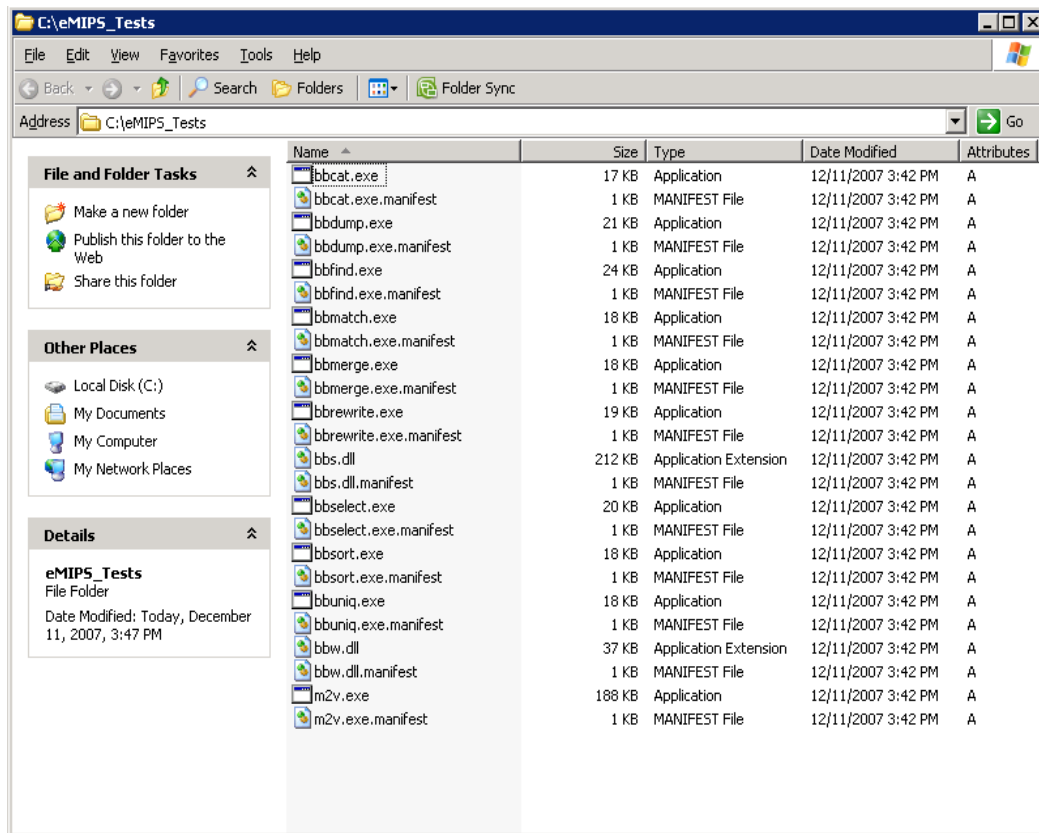 C:\eMIPS_Tests
File Edit View Favorites Tools Help
Back Search Folders Folder Sync
Address C:\eMIPS_Tests Go
File and Folder Tasks
Make a new folder
Publish this folder to the
Web
Share this folder
Other Places
Local Disk (C:)
My Documents
My Computer
My Network Places
Details
eMIPS_Tests
File Folder
Date Modified: Today, December
11, 2007, 3:47 PM
Name Size Type Date Modified Attributes
bbcat.exe 17 KB Application 12/11/2007 3:42 PM A
bbcat.exe.manifest 1 KB MANIFEST File 12/11/2007 3:42 PM A
bbdump.exe 21 KB Application 12/11/2007 3:42 PM A
bbdump.exe.manifest 1 KB MANIFEST File 12/11/2007 3:42 PM A
bbfind.exe 24 KB Application 12/11/2007 3:42 PM A
bbfind.exe.manifest 1 KB MANIFEST File 12/11/2007 3:42 PM A
bbmatch.exe 18 KB Application 12/11/2007 3:42 PM A
bbmatch.exe.manifest 1 KB MANIFEST File 12/11/2007 3:42 PM A
bbmerge.exe 18 KB Application 12/11/2007 3:42 PM A
bbmerge.exe.manifest 1 KB MANIFEST File 12/11/2007 3:42 PM A
bbrewrite.exe 19 KB Application 12/11/2007 3:42 PM A
bbrewrite.exe.manifest 1 KB MANIFEST File 12/11/2007 3:42 PM A
bbs.dll 212 KB Application Extension 12/11/2007 3:42 PM A
bbs.dll.manifest 1 KB MANIFEST File 12/11/2007 3:42 PM A
bbselect.exe 20 KB Application 12/11/2007 3:42 PM A
bbselect.exe.manifest 1 KB MANIFEST File 12/11/2007 3:42 PM A
bbsort.exe 18 KB Application 12/11/2007 3:42 PM A
bbsort.exe.manifest 1 KB MANIFEST File 12/11/2007 3:42 PM A
bbuniq.exe 18 KB Application 12/11/2007 3:42 PM A
bbuniq.exe.manifest 1 KB MANIFEST File 12/11/2007 3:42 PM A
bbw.dll 37 KB Application Extension 12/11/2007 3:42 PM A
bbw.dll.manifest 1 KB MANIFEST File 12/11/2007 3:42 PM A
m2v.exe 188 KB Application 12/11/2007 3:42 PM A
m2v.exe.manifest 1 KB MANIFEST File 12/11/2007 3:42 PM A